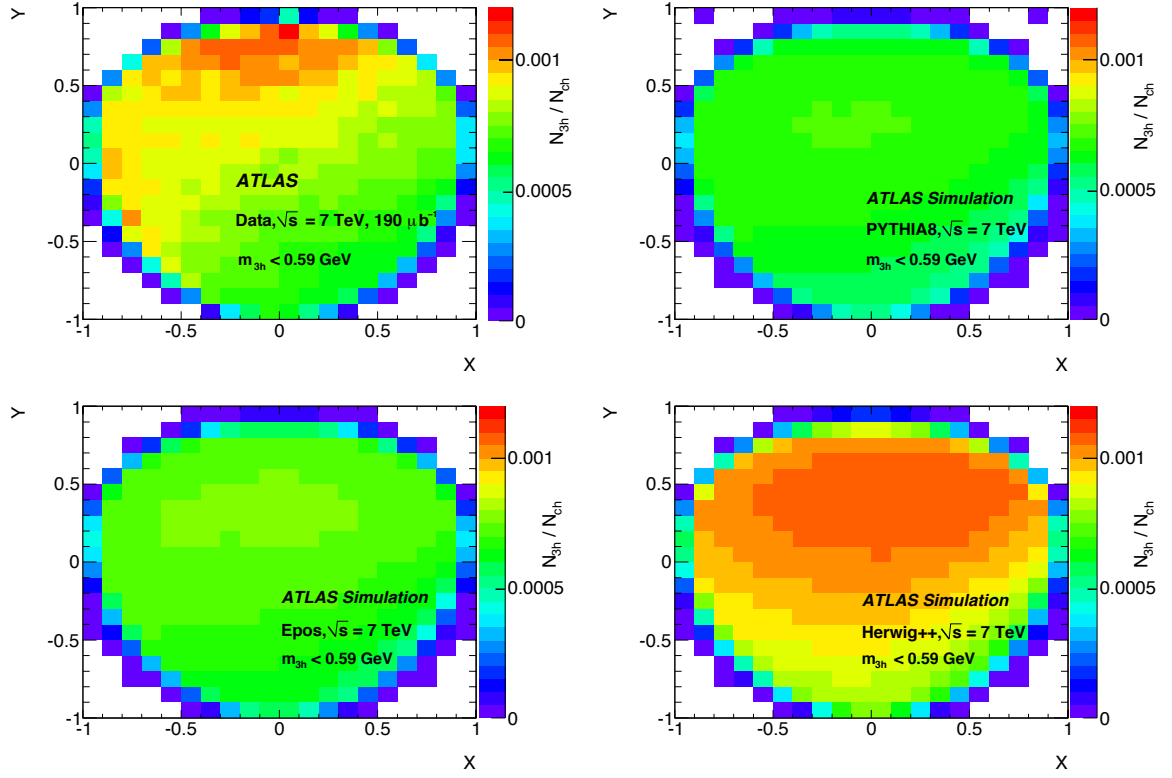 Y
1
0.5
0
-0.5
-1
-1
-0.5
0
0.5
1
X
ATLAS
Data,√s = 7 TeV, 190 μb⁻¹
m3h < 0.59 GeV
0.001
0.0005
0
N3h / Nch
Y
1
0.5
0
-0.5
-1
-1
-0.5
0
0.5
1
X
ATLAS Simulation
PYTHIA8,√s = 7 TeV
m3h < 0.59 GeV
0.001
0.0005
0
N3h / Nch
Y
1
0.5
0
-0.5
-1
-1
-0.5
0
0.5
1
X
ATLAS Simulation
Epos,√s = 7 TeV
m3h < 0.59 GeV
0.001
0.0005
0
N3h / Nch
Y
1
0.5
0
-0.5
-1
-1
-0.5
0
0.5
1
X
ATLAS Simulation
Herwig++,√s = 7 TeV
m3h < 0.59 GeV
0.001
0.0005
0
N3h / Nch